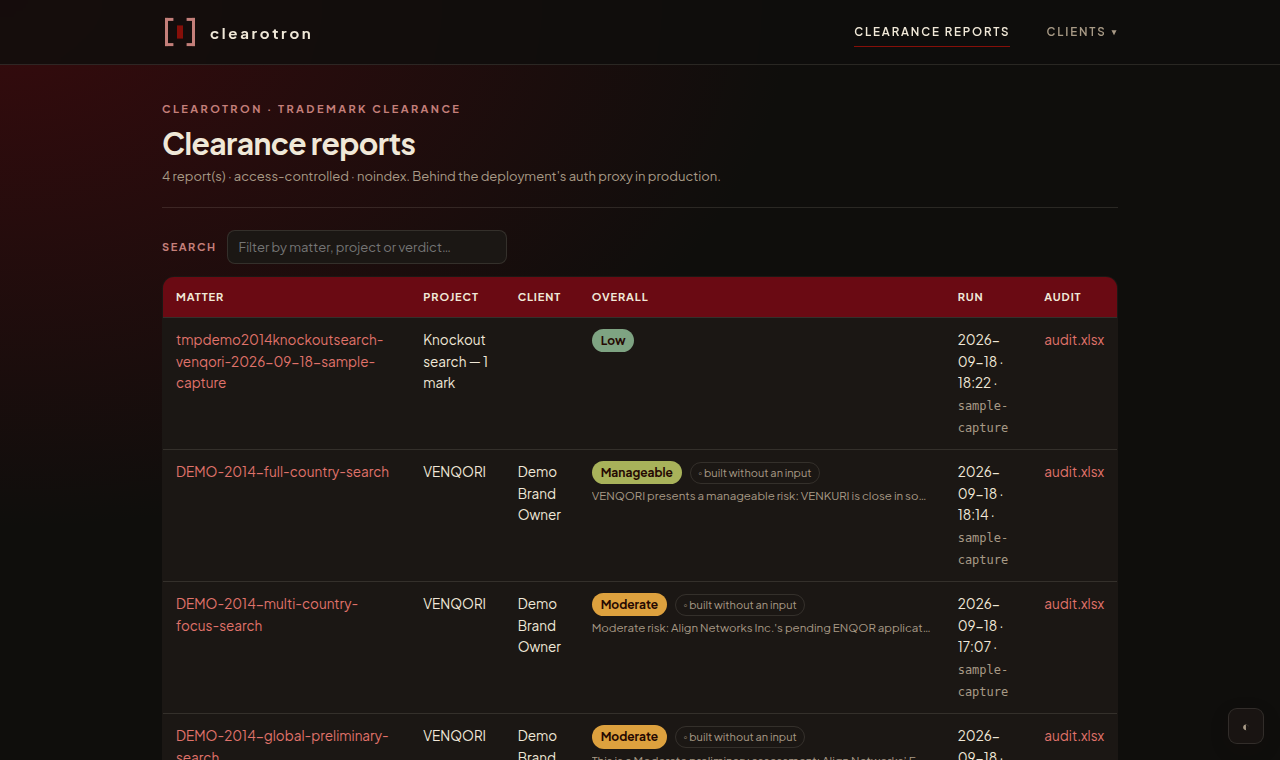 clearotron
CLEARANCE REPORTS
CLIENTS ▾
CLEAROTRON · TRADEMARK CLEARANCE
Clearance reports
4 report(s) · access-controlled · noindex. Behind the deployment's auth proxy in production.
SEARCH
Filter by matter, project or verdict…
MATTER PROJECT CLIENT OVERALL RUN AUDIT
tmpdemo2014knockoutsearch-
venqori-2026-09-18-sample-
capture
Knockout
search — 1
mark
Low
2026-
09-18 ·
18:22 ·
sample-
capture
audit.xlsx
DEMO-2014-full-country-search
VENQORI
Demo
Brand
Owner
Manageable
◦ built without an input
VENQORI presents a manageable risk: VENKURI is close in so…
2026-
09-18 ·
18:14 ·
sample-
capture
audit.xlsx
DEMO-2014-multi-country-
focus-search
VENQORI
Demo
Brand
Owner
Moderate
◦ built without an input
Moderate risk: Align Networks Inc.'s pending ENQOR applicat…
2026-
09-18 ·
17:07 ·
sample-
capture
audit.xlsx
DEMO-2014-global-preliminary-
search
VENQORI
Demo
Brand
Moderate
◦ built without an input
This is a Moderate preliminary assessment: Align Networks' E…
2026-
09-18 ·
audit.xlsx